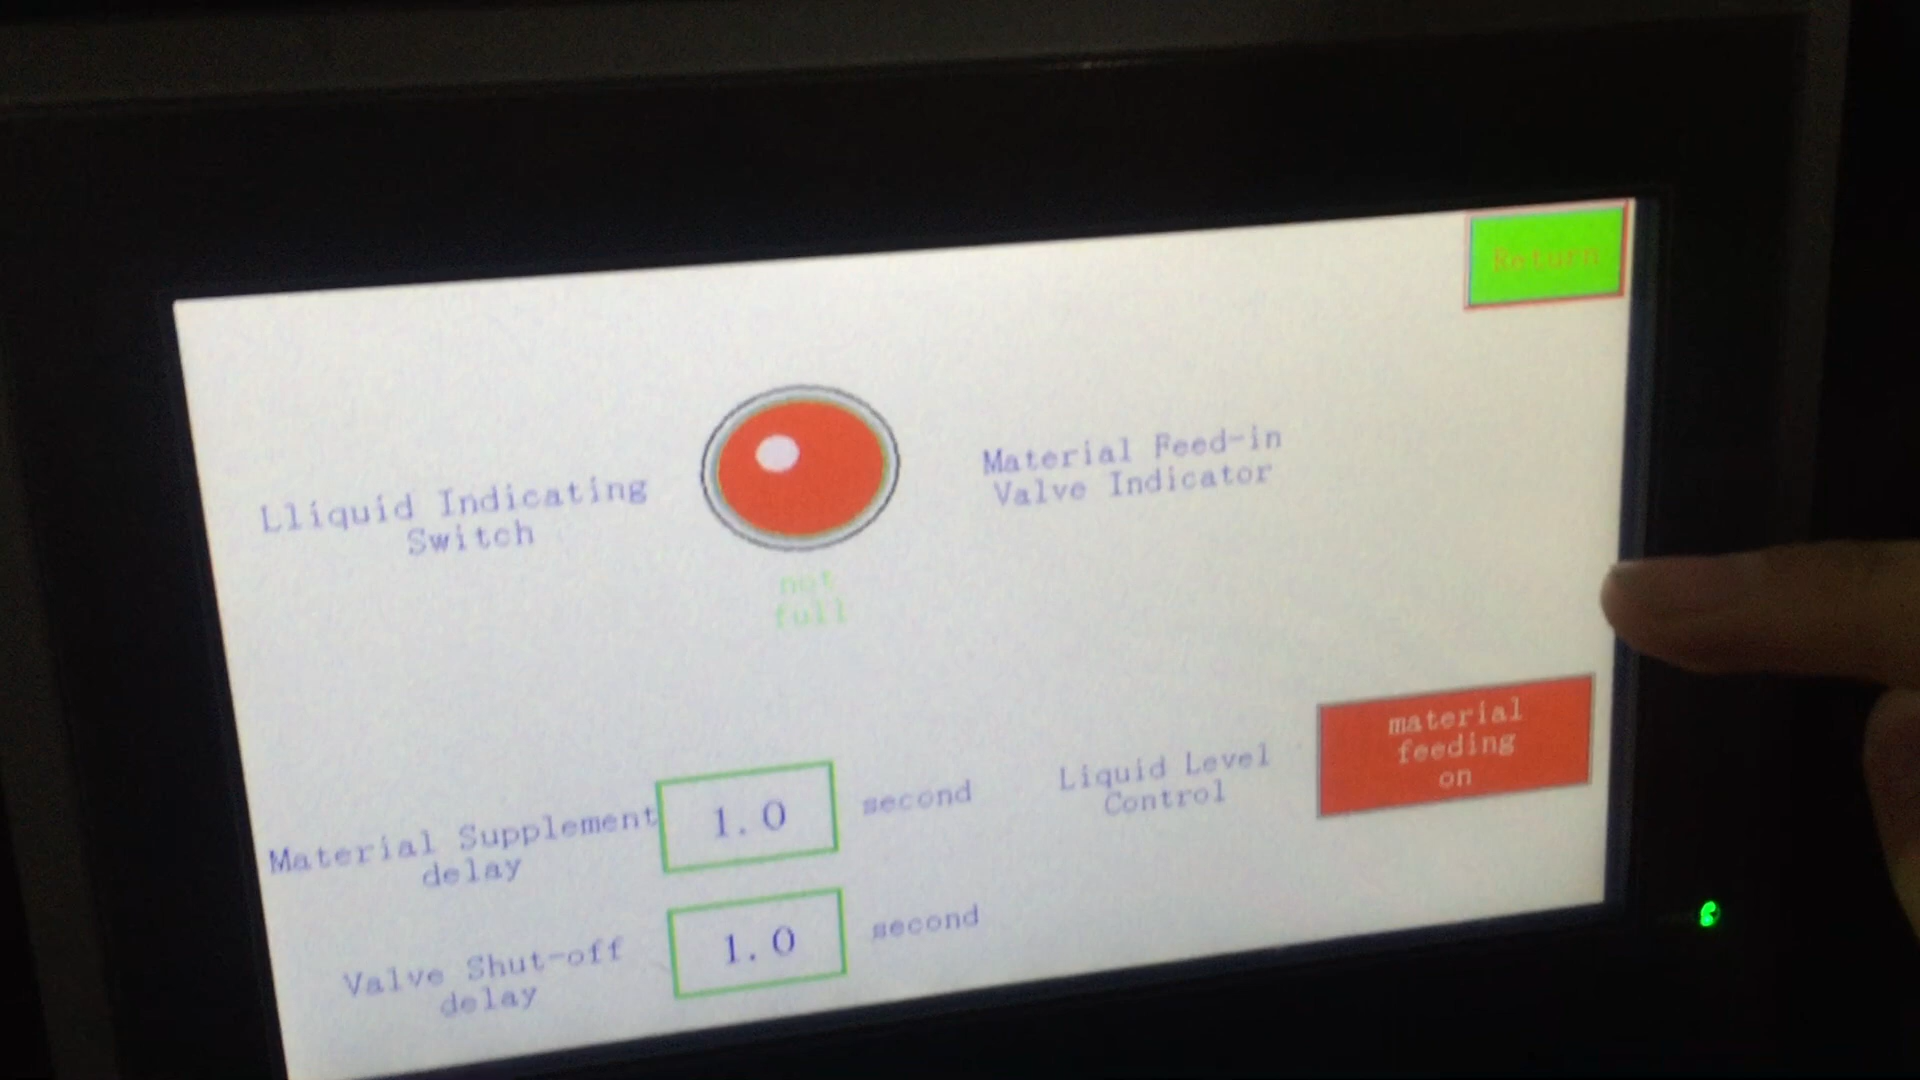 Return
Lliquid Indicating
Switch
not
full
Material Feed-in
Valve Indicator
Material Supplement
delay
1.0
second
Liquid Level
Control
material
feeding
on
Valve Shut-off
delay
1.0
second